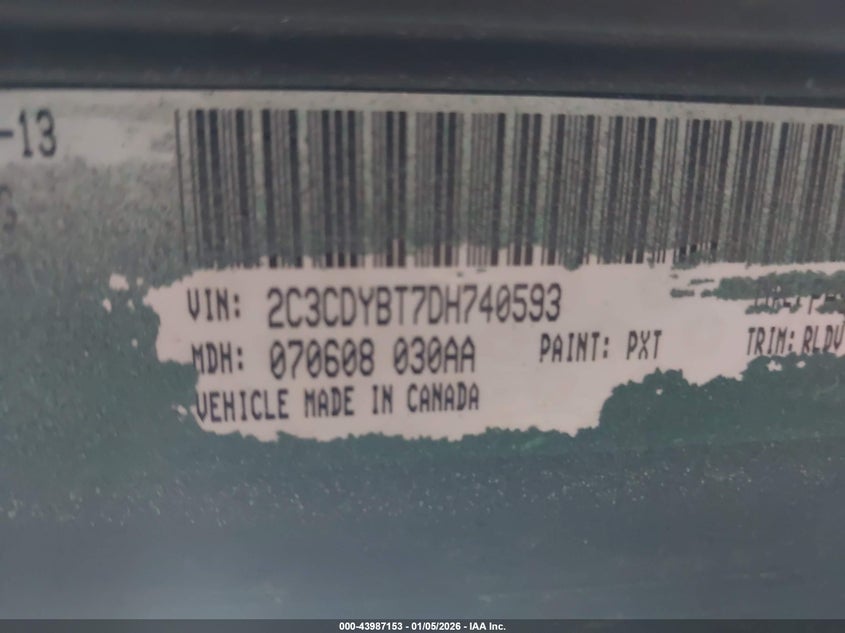 -13
VIN: 2C3CDYBT7DH740593
MDH: 070608 030AA
PAINT: PXT
TRIM: RLDV
VEHICLE MADE IN CANADA
000-43987153 - 01/05/2026 - IAA Inc.